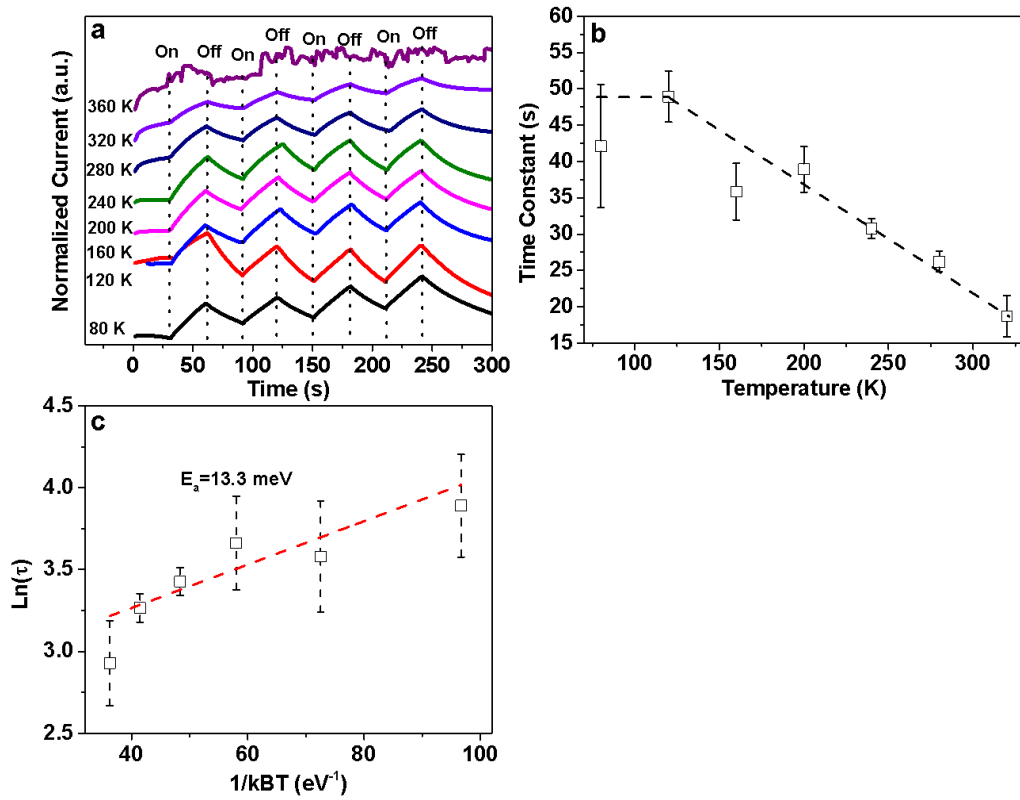 a
On Off On Off On Off On Off
360 K
320 K
280 K
240 K
200 K
160 K
120 K
80 K
Normalized Current (a.u.)
0 50 100 150 200 250 300
Time (s)
b
50
45
40
35
30
25
20
15
Time Constant (s)
100 150 200 250 300
Temperature (K)
c
Eₐ=13.3 meV
4.5
4.0
3.5
3.0
2.5
Ln(τ)
40 60 80 100
1/kBT (eV⁻¹)